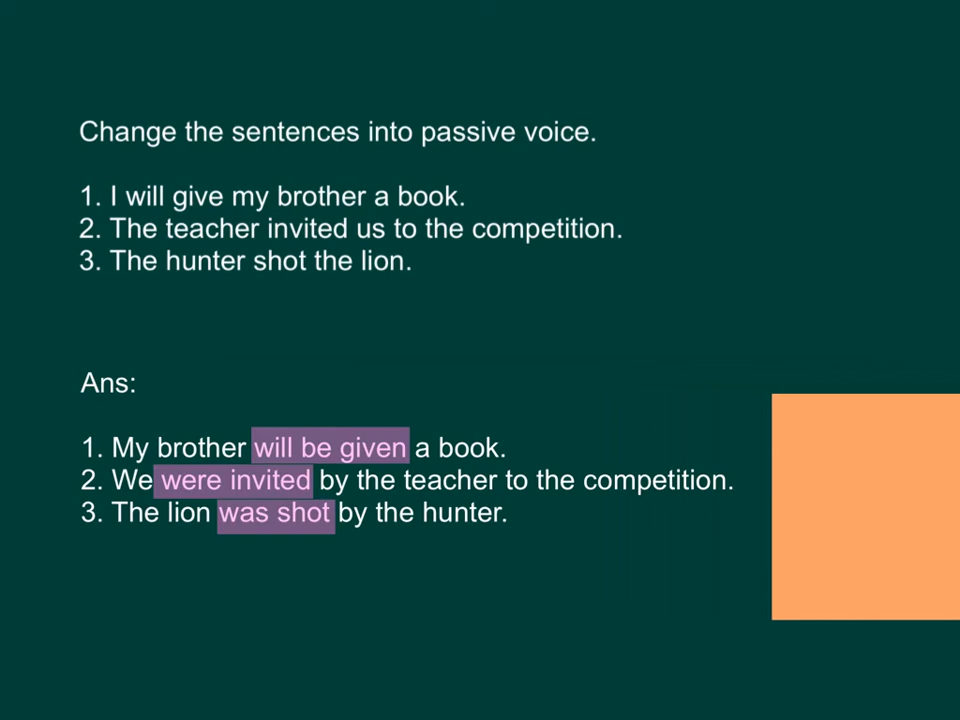 Change the sentences into passive voice.
1. I will give my brother a book.
2. The teacher invited us to the competition.
3. The hunter shot the lion.
Ans:
1. My brother will be given a book.
2. We were invited by the teacher to the competition.
3. The lion was shot by the hunter.